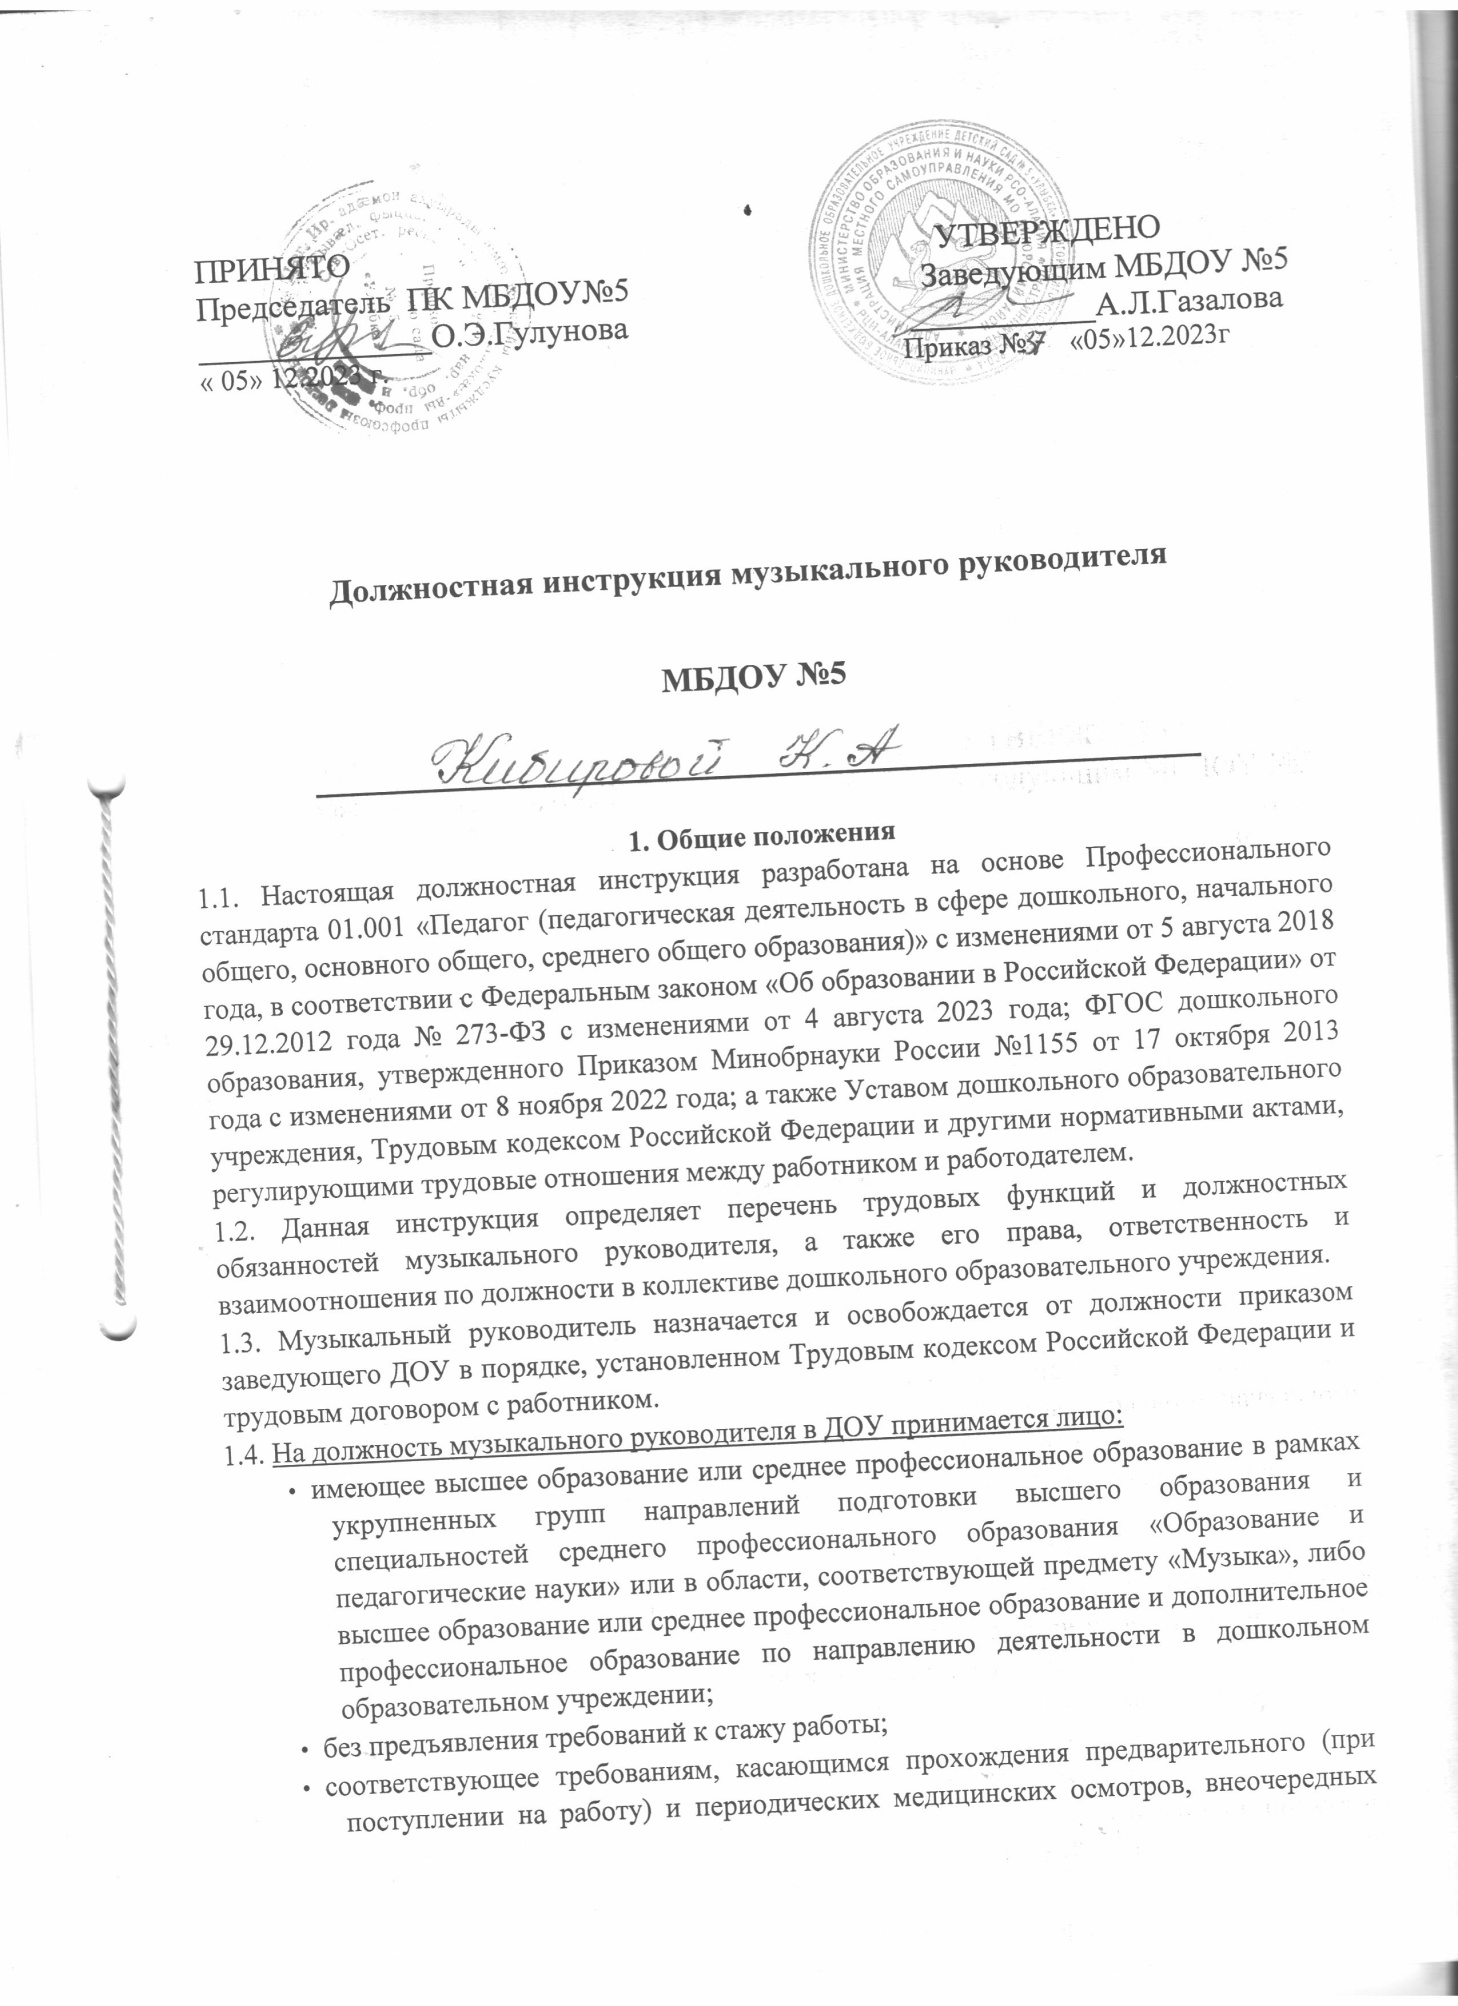 ПРИНЯТО
Председатель ПК МБДОУ№5
О.Э.Гулунова
« 05» 12.2023 г.
УТВЕРЖДЕНО
Заведующим МБДОУ №5
А.Л.Газалова
Приказ №37 «05»12.2023г
МИНИСТЕРСТВО ОБРАЗОВАНИЯ И НАУКИ РСО-АЛАНИЯ
МЕСТНОГО САМОУПРАВЛЕНИЯ МО
Должностная инструкция музыкального руководителя
МБДОУ №5
Кибировой К.А
1. Общие положения
1.1. Настоящая должностная инструкция разработана на основе Профессионального
стандарта 01.001 «Педагог (педагогическая деятельность в сфере дошкольного, начального
общего, основного общего, среднего общего образования)» с изменениями от 5 августа 2018
года, в соответствии с Федеральным законом «Об образовании в Российской Федерации» от
29.12.2012 года № 273-ФЗ с изменениями от 4 августа 2023 года; ФГОС дошкольного
образования, утвержденного Приказом Минобрнауки России №1155 от 17 октября 2013
года с изменениями от 8 ноября 2022 года; а также Уставом дошкольного образовательного
учреждения, Трудовым кодексом Российской Федерации и другими нормативными актами,
регулирующими трудовые отношения между работником и работодателем.
1.2. Данная инструкция определяет перечень трудовых функций и должностных
обязанностей музыкального руководителя, а также его права, ответственность и
взаимоотношения по должности в коллективе дошкольного образовательного учреждения.
1.3. Музыкальный руководитель назначается и освобождается от должности приказом
заведующего ДОУ в порядке, установленном Трудовым кодексом Российской Федерации и
трудовым договором с работником.
1.4. На должность музыкального руководителя в ДОУ принимается лицо:
• имеющее высшее образование или среднее профессиональное образование в рамках
укрупненных групп направлений подготовки высшего образования и
специальностей среднего профессионального образования «Образование и
педагогические науки» или в области, соответствующей предмету «Музыка», либо
высшее образование или среднее профессиональное образование и дополнительное
профессиональное образование по направлению деятельности в дошкольном
образовательном учреждении;
• без предъявления требований к стажу работы;
• соответствующее требованиям, касающимся прохождения предварительного (при
поступлении на работу) и периодических медицинских осмотров, внеочередных